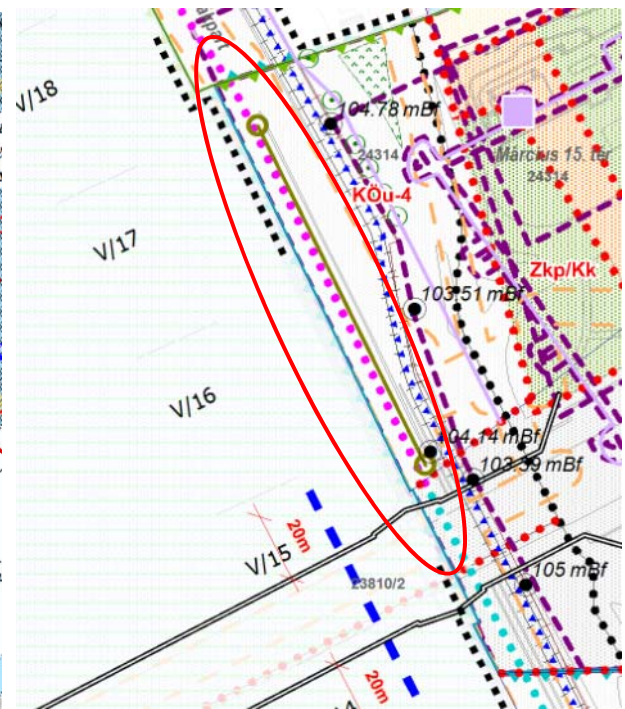 V/18
104.78 mBf
24314
Március 15. tér
24314
KÖu-4
V/17
Zkp/Kk
103.51 mBf
V/16
04.14 mBf
103.39 mBf
20m
V/15
23810/2
105 mBf
20m